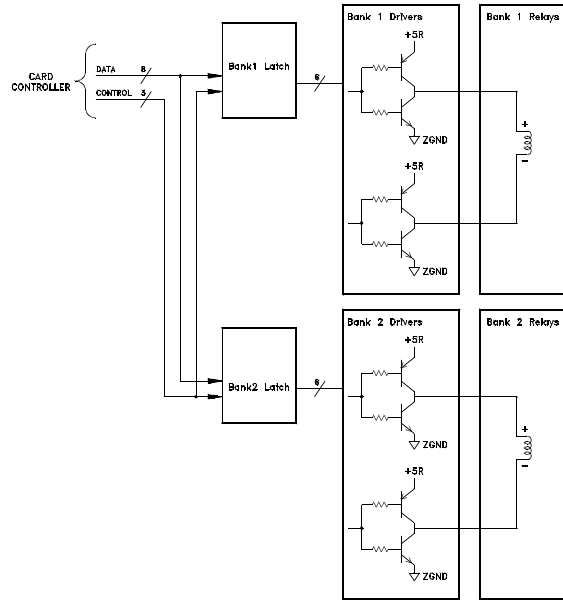 Bank 1 Drivers
Bank 1 Relays
+5R
CARD
CONTROLLER
DATA
8
CONTROL
3
Bank1 Latch
6
ZGND
+
-
+5R
ZGND
Bank 2 Drivers
Bank 2 Relays
+5R
Bank2 Latch
6
ZGND
+
-
+5R
ZGND